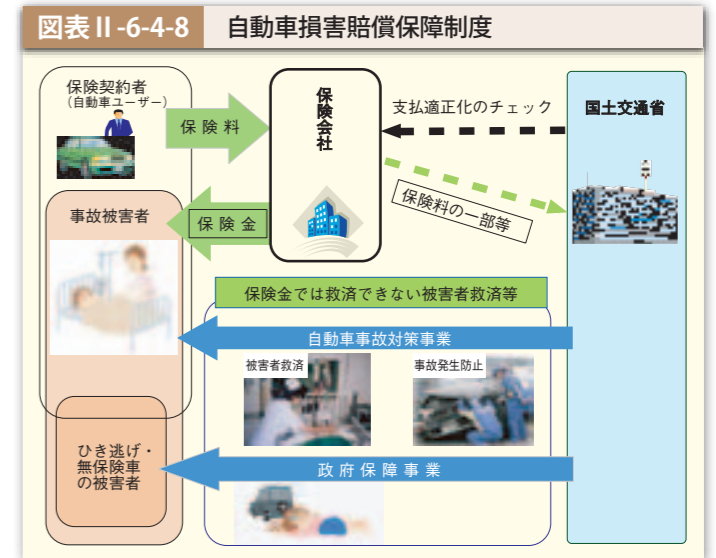 図表Ⅱ-6-4-8 自動車損害賠償保障制度
保険契約者
(自動車ユーザー)
保険料
保険会社
支払適正化のチェック
国土交通省
事故被害者
保険金
保険料の一部等
保険金では救済できない被害者救済等
自動車事故対策事業
被害者救済
事故発生防止
ひき逃げ・
無保険車
の被害者
政府保障事業